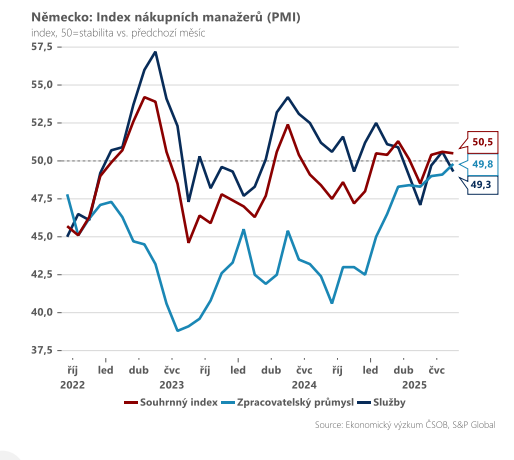 Německo: Index nákupních manažerů (PMI)
index, 50=stabilita vs. předchozí měsíc
57,5
55,0
52,5
50,0
47,5
45,0
42,5
40,0
37,5
50,5
49,8
49,3
říj led dub čvc říj led dub čvc říj led dub čvc
2022 2023 2024 2025
Souhrnný index Zpracovatelský průmysl Služby
Source: Ekonomický výzkum ČSOB, S&P Global